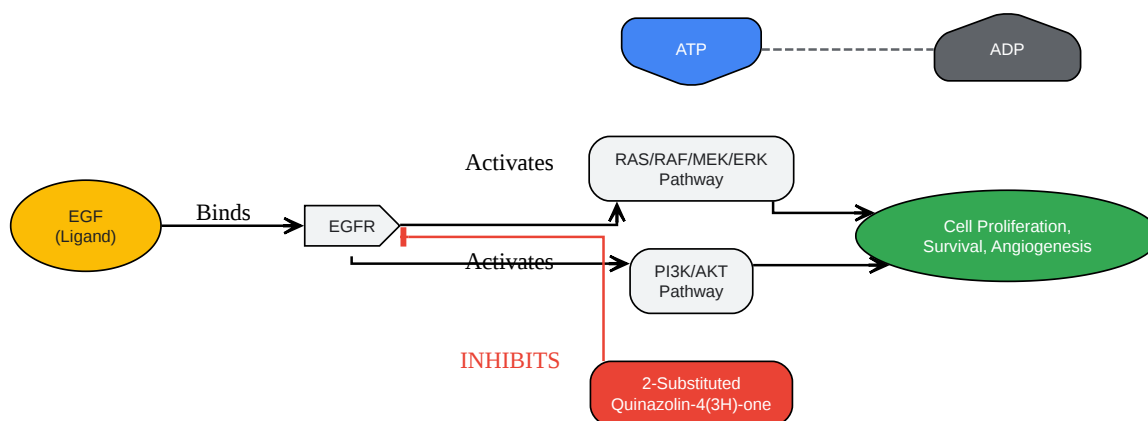 ATP
ADP
Activates
RAS/RAF/MEK/ERK
Pathway
EGF
(Ligand)
Binds
EGFR
Cell Proliferation,
Survival, Angiogenesis
Activates
PI3K/AKT
Pathway
INHIBITS
2-Substituted
Quinazolin-4(3H)-one